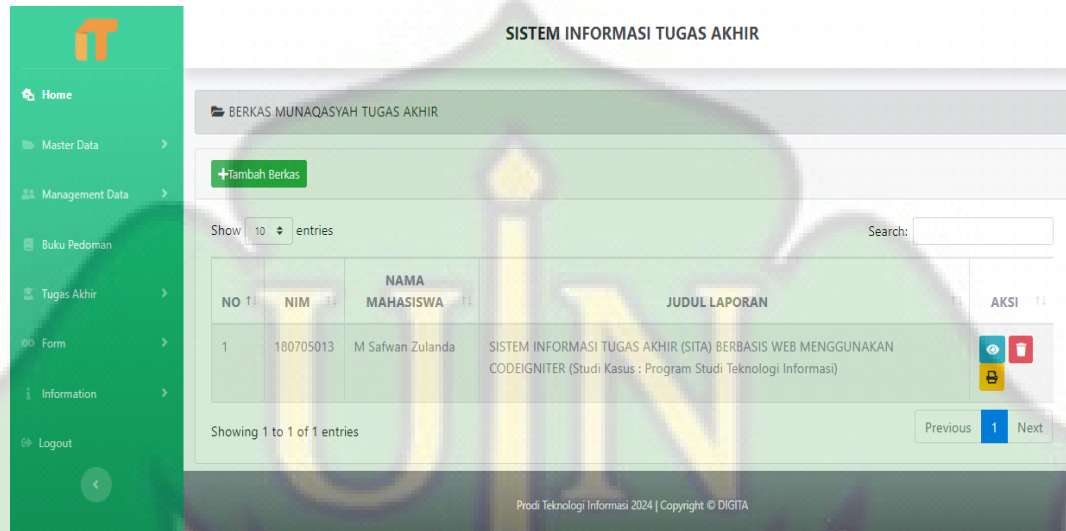 SISTEM INFORMASI TUGAS AKHIR
Home
Master Data
Management Data
Buku Pedoman
Tugas Akhir
Form
Information
Logout
BERKAS MUNAQASYAH TUGAS AKHIR
+Tambah Berkas
Show 10 entries
Search:
NO NIM NAMA MAHASISWA JUDUL LAPORAN AKSI
1 180705013 M Safwan Zulanda SISTEM INFORMASI TUGAS AKHIR (SITA) BERBASIS WEB MENGGUNAKAN
CODEIGNITER (Studi Kasus : Program Studi Teknologi Informasi)
Showing 1 to 1 of 1 entries
Previous 1 Next
Prodi Teknologi Informasi 2024 | Copyright © DIGITA
UIN